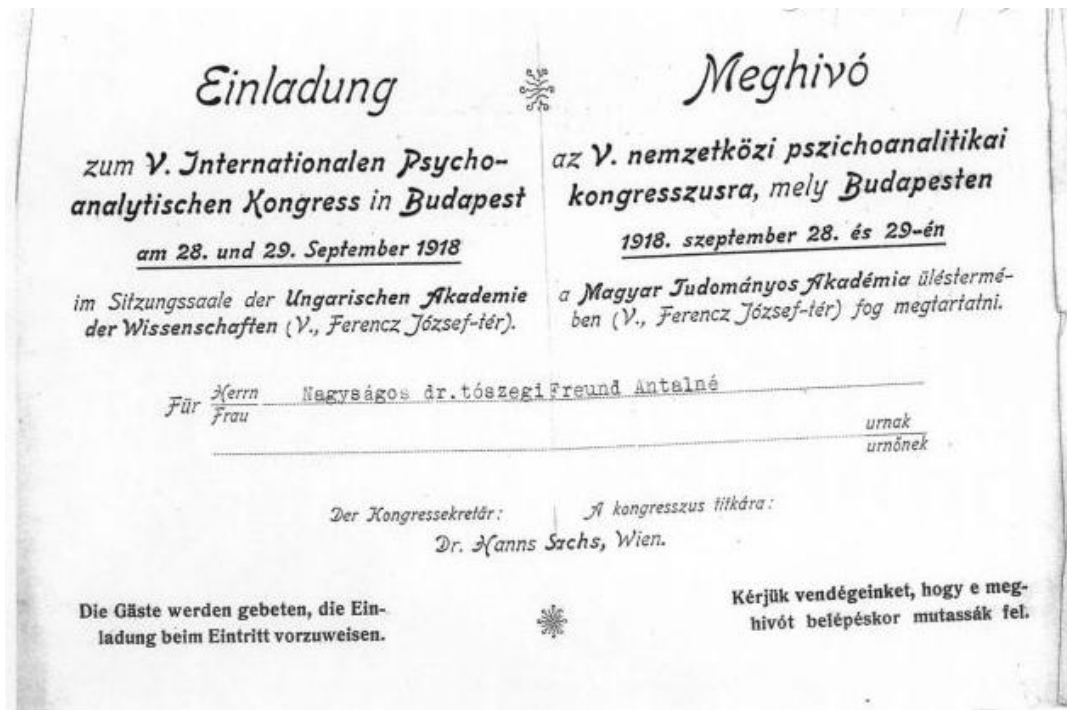 Einladung
zum V. Internationalen Psycho-
analytischen Kongress in Budapest
am 28. und 29. September 1918
im Sitzungssaale der Ungarischen Akademie
der Wissenschaften (V., Ferencz József-tér).
Meghivó
az V. nemzetközi pszichoanalitikai
kongresszusra, mely Budapesten
1918. szeptember 28. és 29-én
a Magyar Tudományos Akadémia üléstermé-
ben (V., Ferencz József-tér) fog megtartatni.
Für Herrn Nagyságos dr.tószegi Freund Antalné
Frau
urnak
urnőnek
Der Kongressekretär: A kongresszus titkára:
Dr. Hanns Sachs, Wien.
Die Gäste werden gebeten, die Ein-
ladung beim Eintritt vorzuweisen.
Kérjük vendégeinket, hogy e meg-
hivót belépéskor mutassák fel.